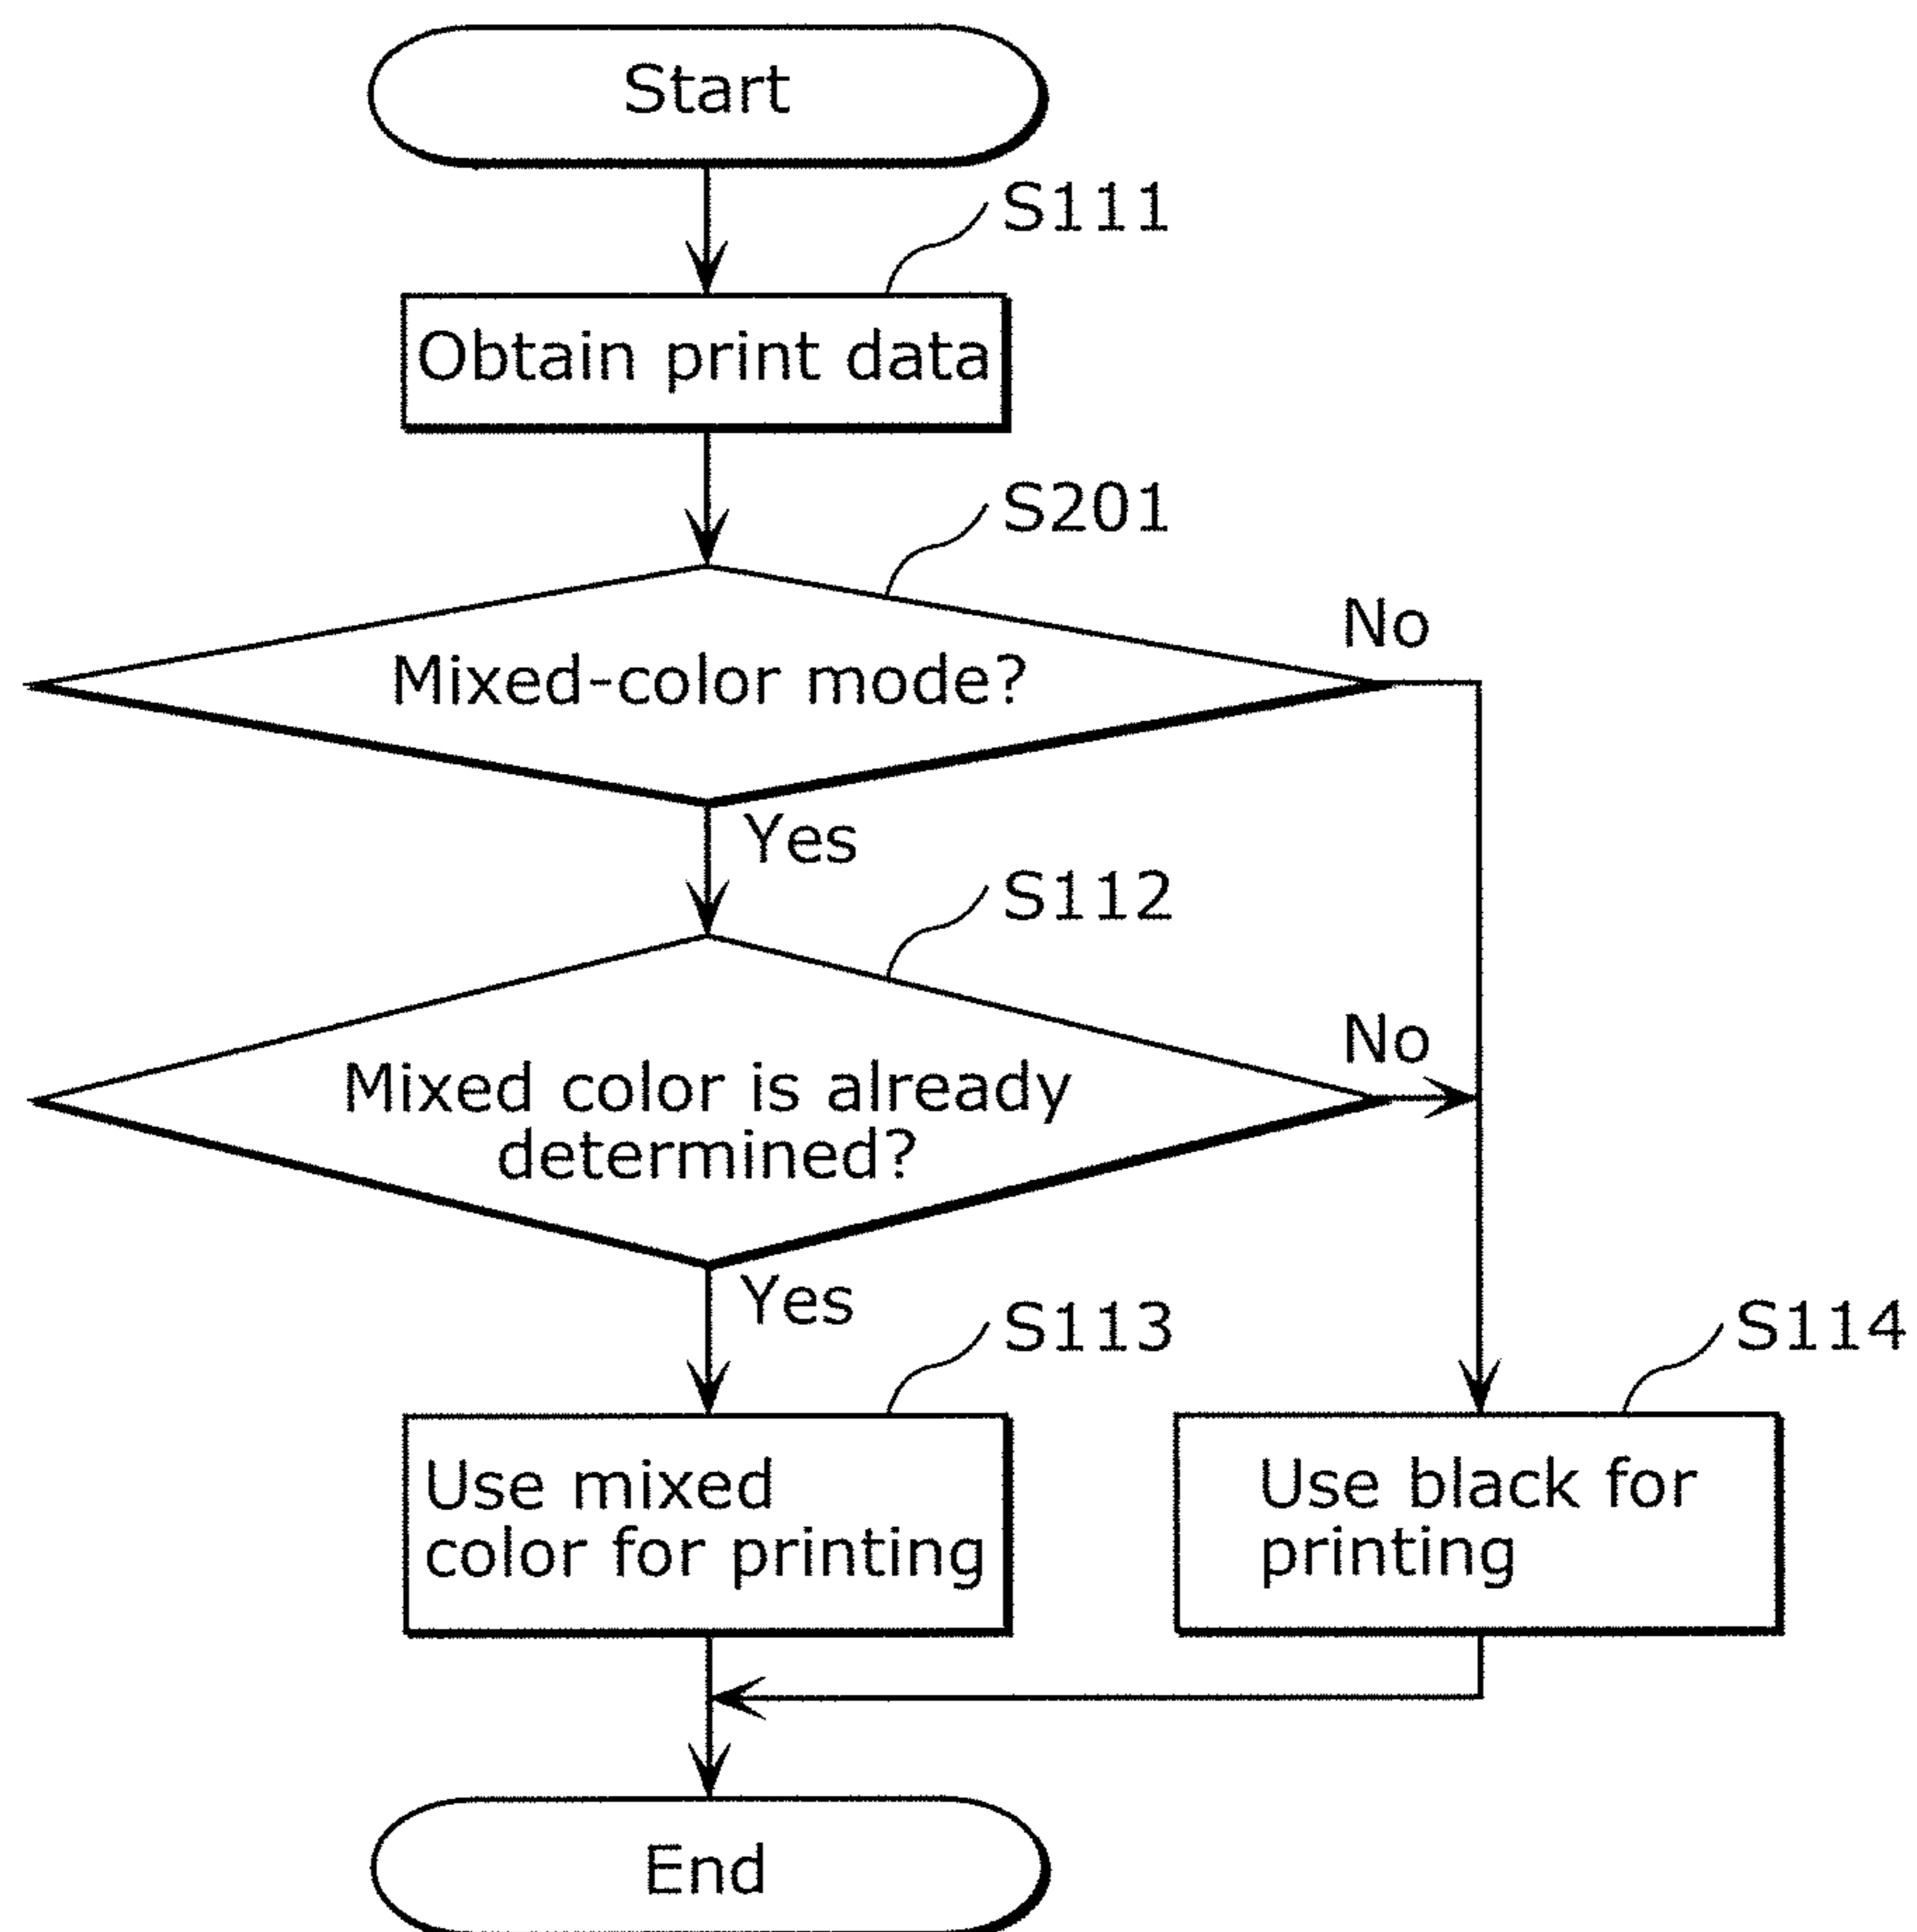 Start
S111
Obtain print data
S201
Mixed-color mode?
No
Yes
S112
Mixed color is already
determined?
No
Yes
S113
Use mixed
color for printing
S114
Use black for
printing
End